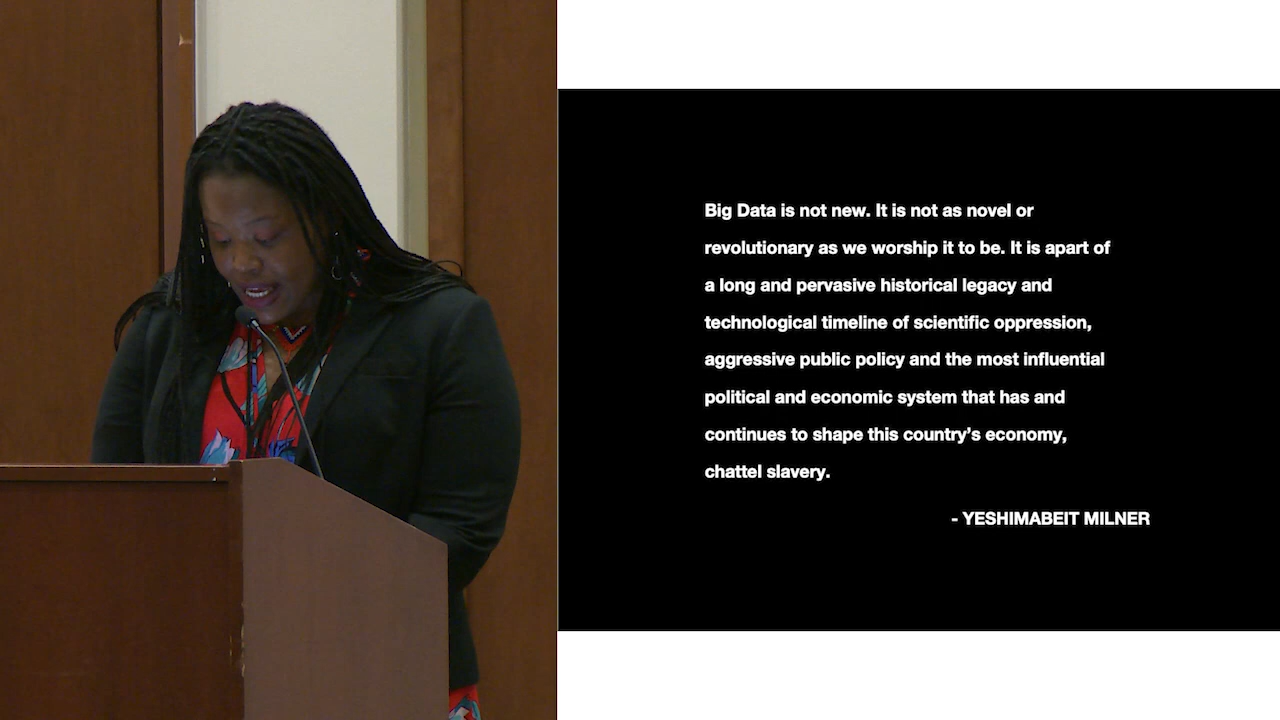 Big Data is not new. It is not as novel or
revolutionary as we worship it to be. It is apart of
a long and pervasive historical legacy and
technological timeline of scientific oppression,
aggressive public policy and the most influential
political and economic system that has and
continues to shape this country’s economy,
chattel slavery.
- YESHIMABEIT MILNER